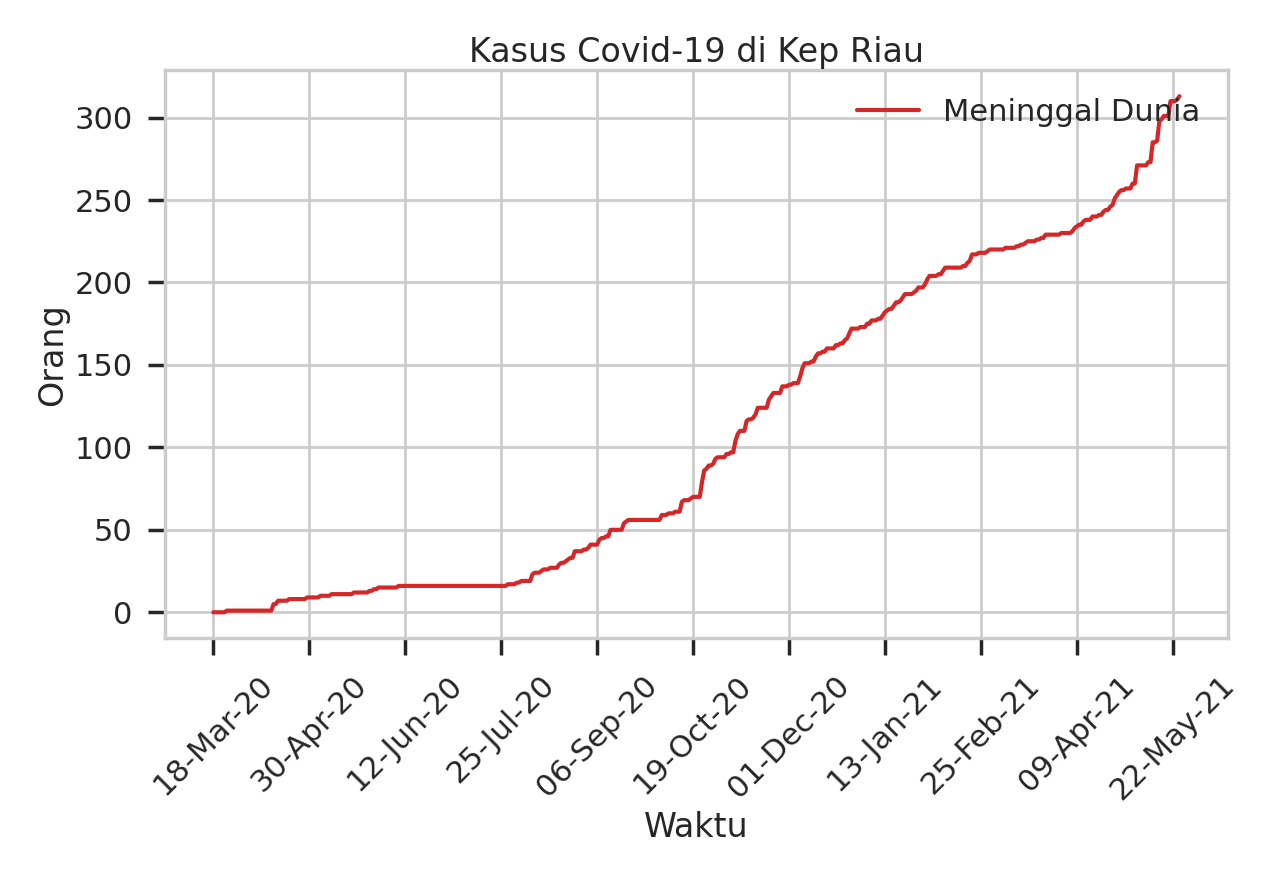 Kasus Covid-19 di Kep Riau
Meninggal Dunia
300
250
200
150
100
50
0
Orang
18-Mar-20
30-Apr-20
12-Jun-20
25-Jul-20
06-Sep-20
19-Oct-20
01-Dec-20
13-Jan-21
25-Feb-21
09-Apr-21
22-May-21
Waktu